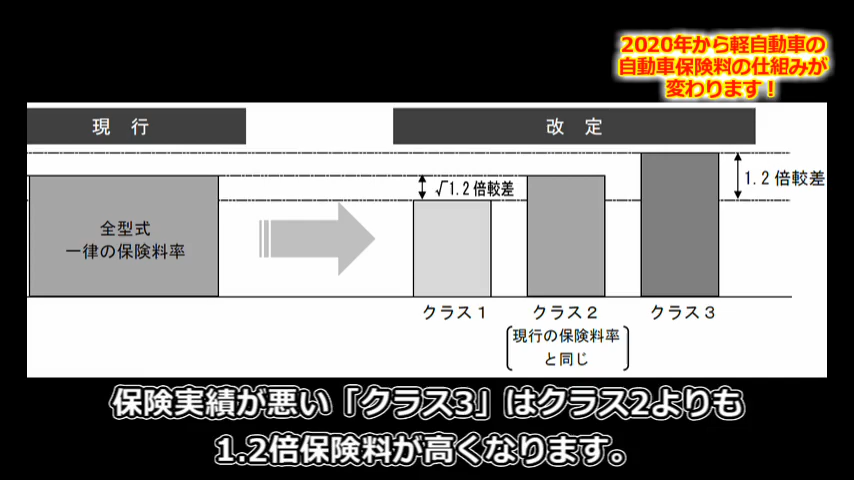 2020年から軽自動車の
自動車保険料の仕組みが
変わります！
現 行
改 定
全型式
一律の保険料率
√1.2倍較差
1.2倍較差
クラス１
クラス２
クラス３
現行の保険料率
と同じ
保険実績が悪い「クラス3」はクラス2よりも
1.2倍保険料が高くなります。